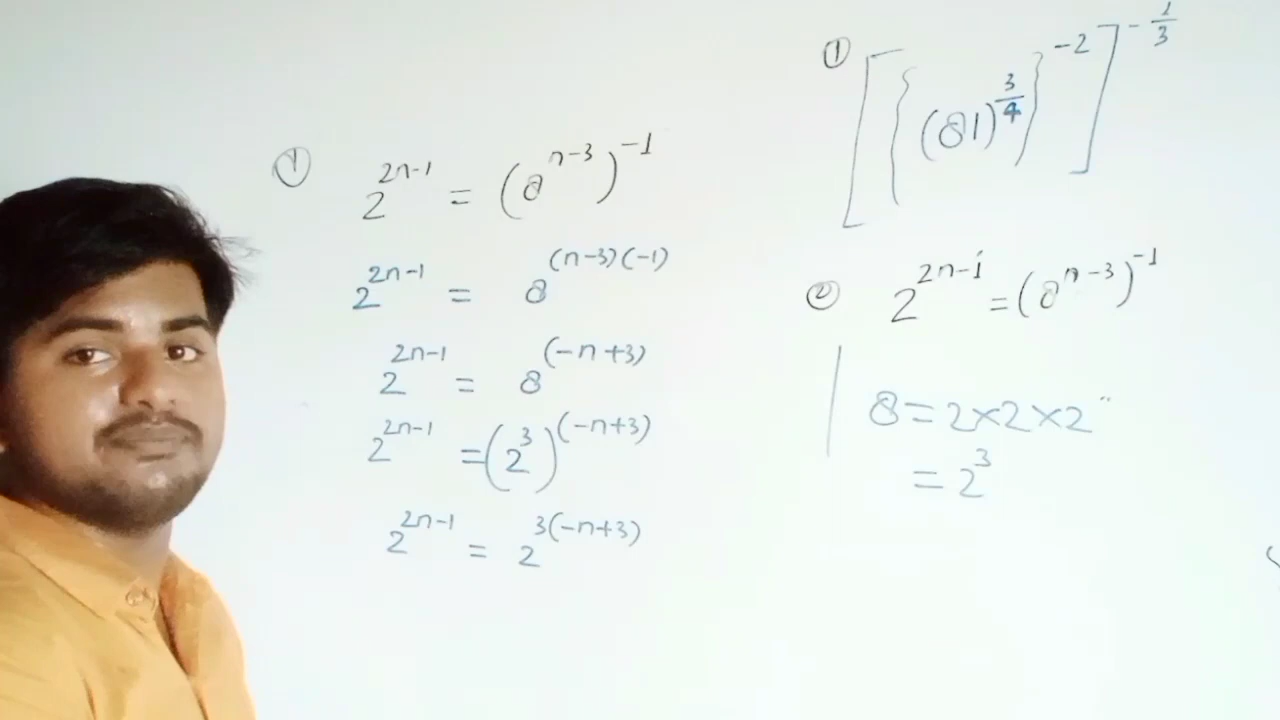 ① 2^{2n-1} = (8^{n-3})^{-1}
2^{2n-1} = 8^{(n-3)(-1)}
2^{2n-1} = 8^{(-n+3)}
2^{2n-1} = (2^3)^{(-n+3)}
2^{2n-1} = 2^{3(-n+3)}
① [{(81)^{3/4}}^{-2}]^{-1/3}
② 2^{2n-1} = (8^{n-3})^{-1}
8 = 2×2×2
= 2^3